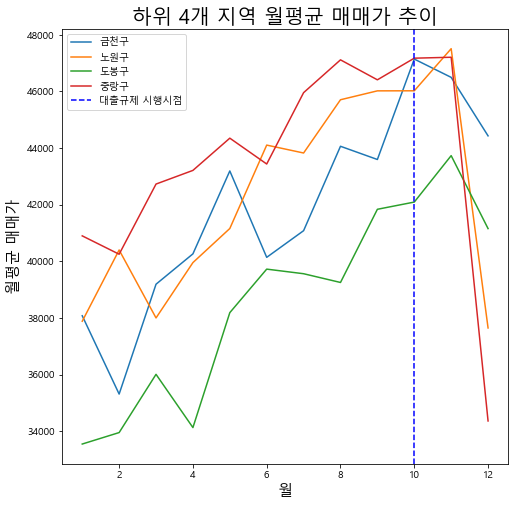 하위 4개 지역 월평균 매매가 추이
금천구
노원구
도봉구
중랑구
대출규제 시행시점
월평균 매매가
48000
46000
44000
42000
40000
38000
36000
34000
2 4 6 8 10 12
월